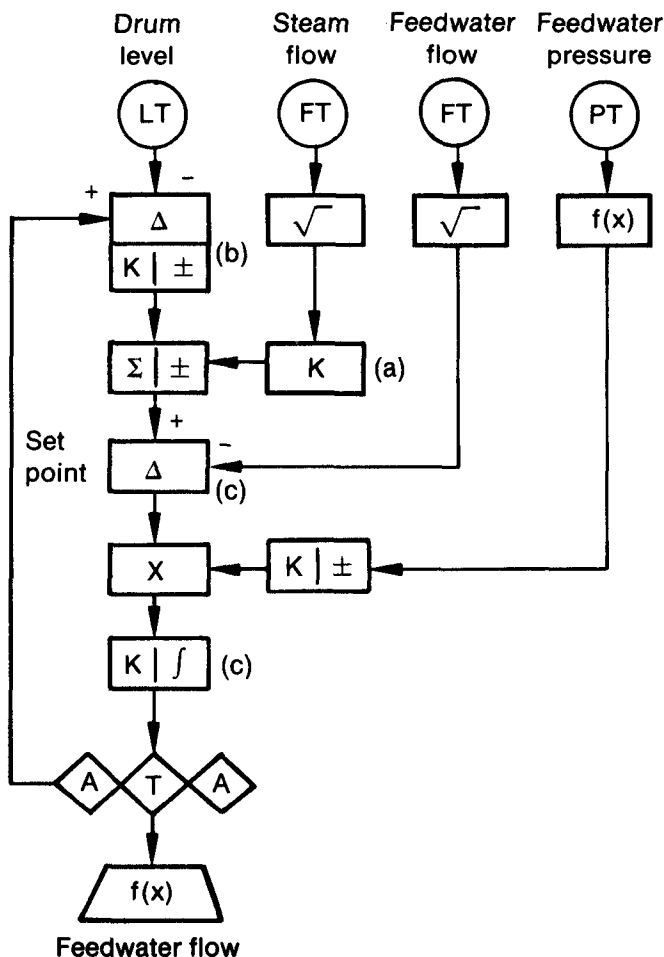 Drum level
Steam flow
Feedwater flow
Feedwater pressure
LT
FT
FT
PT
+
−
Δ
√
√
f(x)
K | ±
(b)
Σ | ±
K
(a)
+
−
Set point
Δ
(c)
X
K | ±
K | ∫
(c)
A
T
A
f(x)
Feedwater flow